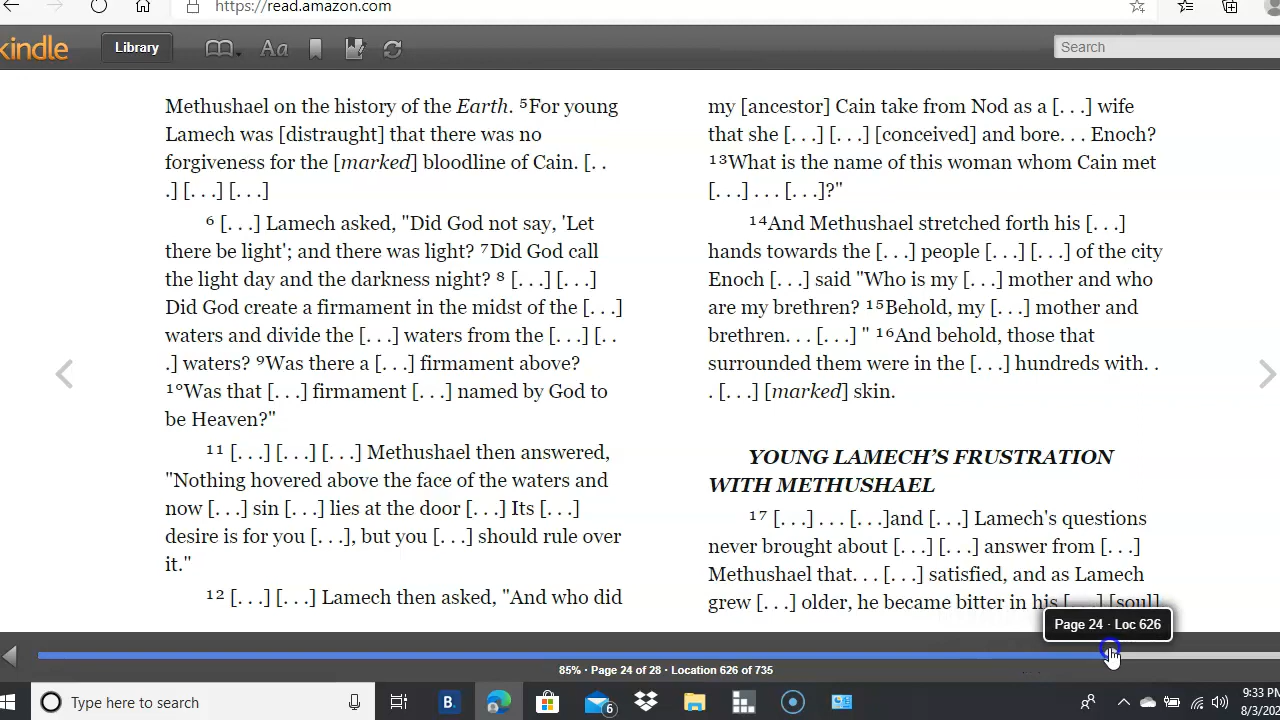 https://read.amazon.com
kindle
Library
Aa
Search
Methushael on the history of the Earth. ⁵For young
Lamech was [distraught] that there was no
forgiveness for the [marked] bloodline of Cain. [. .
.] [. . .] [. . .]
⁶ [. . .] Lamech asked, "Did God not say, 'Let
there be light'; and there was light? ⁷Did God call
the light day and the darkness night? ⁸ [. . .] [. . .]
Did God create a firmament in the midst of the [. . .]
waters and divide the [. . .] waters from the [. . .] [. .
.] waters? ⁹Was there a [. . .] firmament above?
¹⁰Was that [. . .] firmament [. . .] named by God to
be Heaven?"
¹¹ [. . .] [. . .] [. . .] Methushael then answered,
"Nothing hovered above the face of the waters and
now [. . .] sin [. . .] lies at the door [. . .] Its [. . .]
desire is for you [. . .], but you [. . .] should rule over
it."
¹² [. . .] [. . .] Lamech then asked, "And who did
my [ancestor] Cain take from Nod as a [. . .] wife
that she [. . .] [. . .] [conceived] and bore. . . Enoch?
¹³What is the name of this woman whom Cain met
[. . .] . . . [. . .]?"
¹⁴And Methushael stretched forth his [. . .]
hands towards the [. . .] people [. . .] [. . .] of the city
Enoch [. . .] said "Who is my [. . .] mother and who
are my brethren? ¹⁵Behold, my [. . .] mother and
brethren. . . [. . .] " ¹⁶And behold, those that
surrounded them were in the [. . .] hundreds with. .
. [. . .] [marked] skin.
YOUNG LAMECH'S FRUSTRATION
WITH METHUSHAEL
¹⁷ [. . .] . . . [. . .]and [. . .] Lamech's questions
never brought about [. . .] [. . .] answer from [. . .]
Methushael that. . . [. . .] satisfied, and as Lamech
grew [. . .] older, he became bitter in his [. . .] [soul]
Page 24 · Loc 626
85% · Page 24 of 28 · Location 626 of 735
Type here to search
B.
6
9:33 PM
8/3/202